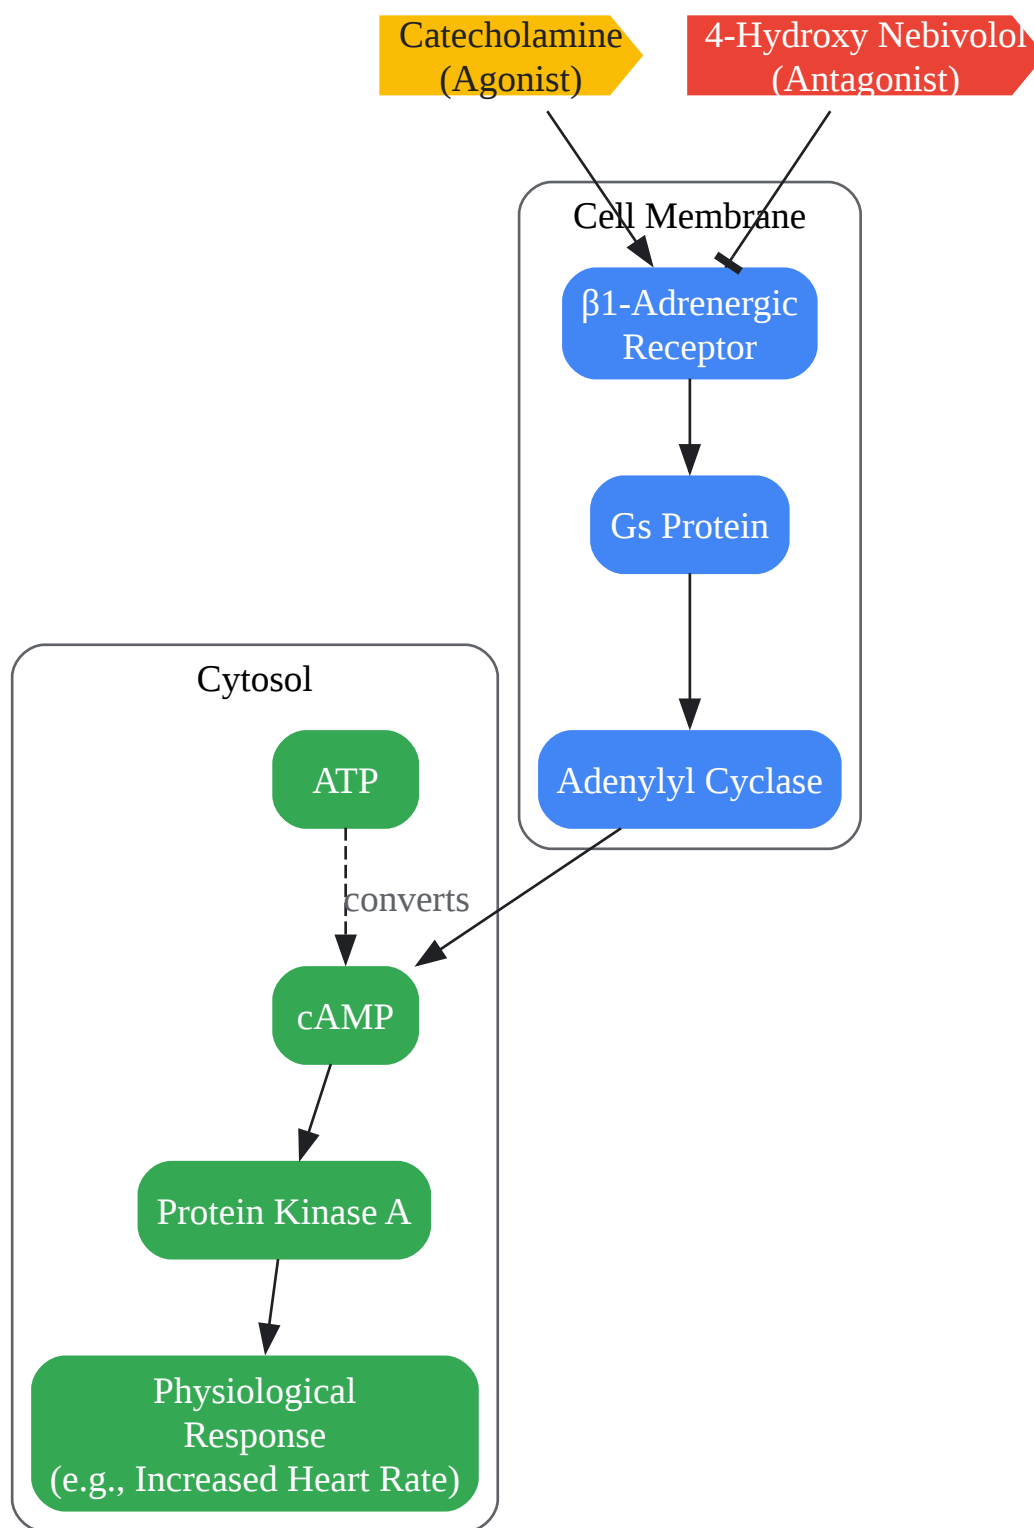 Catecholamine
(Agonist)
4-Hydroxy Nebivolol
(Antagonist)
Cell Membrane
β1-Adrenergic
Receptor
Gs Protein
Adenylyl Cyclase
Cytosol
ATP
converts
cAMP
Protein Kinase A
Physiological
Response
(e.g., Increased Heart Rate)